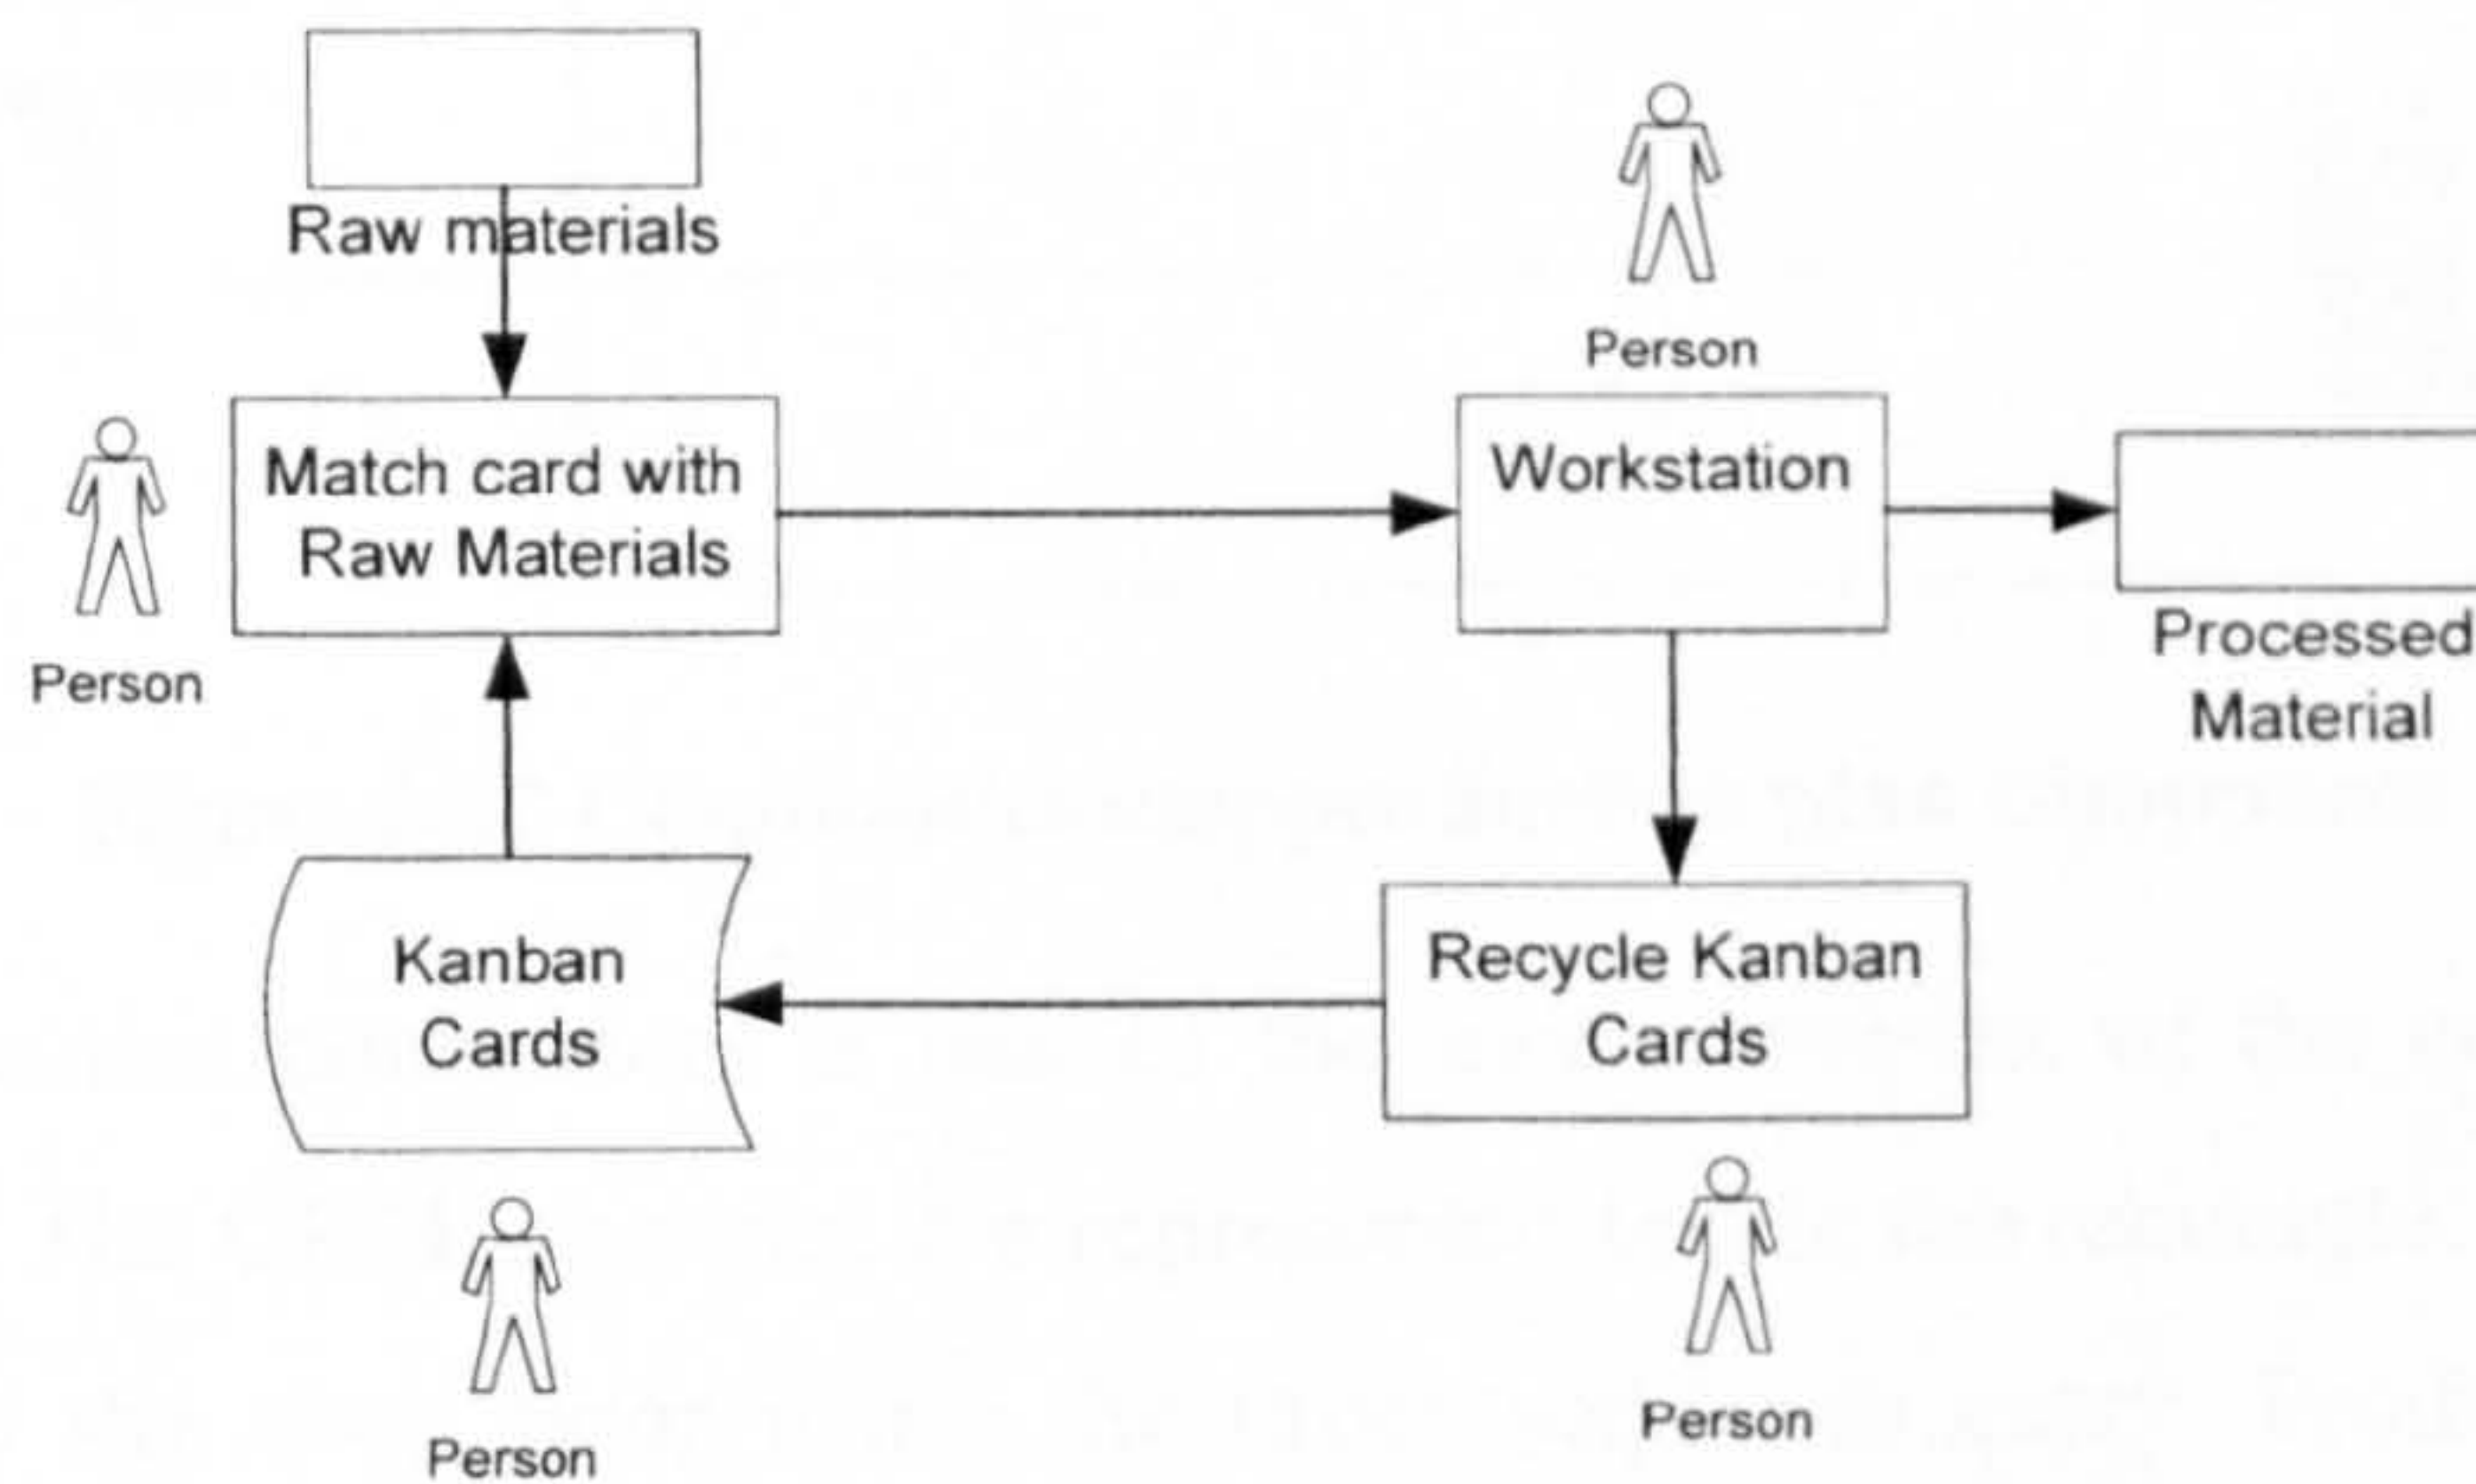 Raw materials
Person
Match card with
Raw Materials
Person
Workstation
Processed
Material
Kanban
Cards
Recycle Kanban
Cards
Person
Person